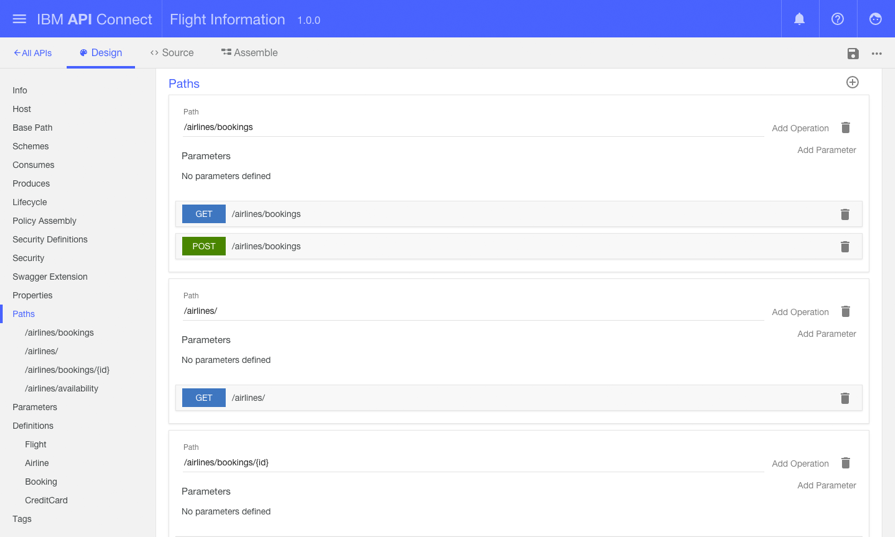 IBM API Connect Flight Information 1.0.0
All APIs Design Source Assemble
Info
Host
Base Path
Schemes
Consumes
Produces
Lifecycle
Policy Assembly
Security Definitions
Security
Swagger Extension
Properties
Paths
/airlines/bookings
/airlines/
/airlines/bookings/{id}
/airlines/availability
Parameters
Definitions
Flight
Airline
Booking
CreditCard
Tags
Paths
Path
/airlines/bookings Add Operation
Add Parameter
Parameters
No parameters defined
GET /airlines/bookings
POST /airlines/bookings
Path
/airlines/ Add Operation
Add Parameter
Parameters
No parameters defined
GET /airlines/
Path
/airlines/bookings/{id} Add Operation
Add Parameter
Parameters
No parameters defined